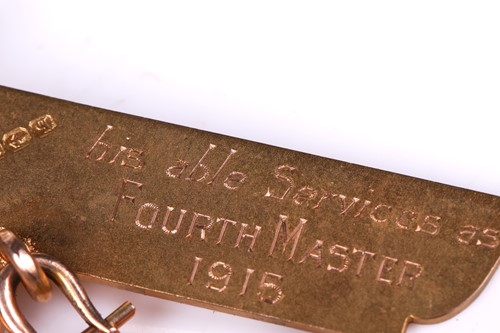 his able Services as
FOURTH MASTER
1915